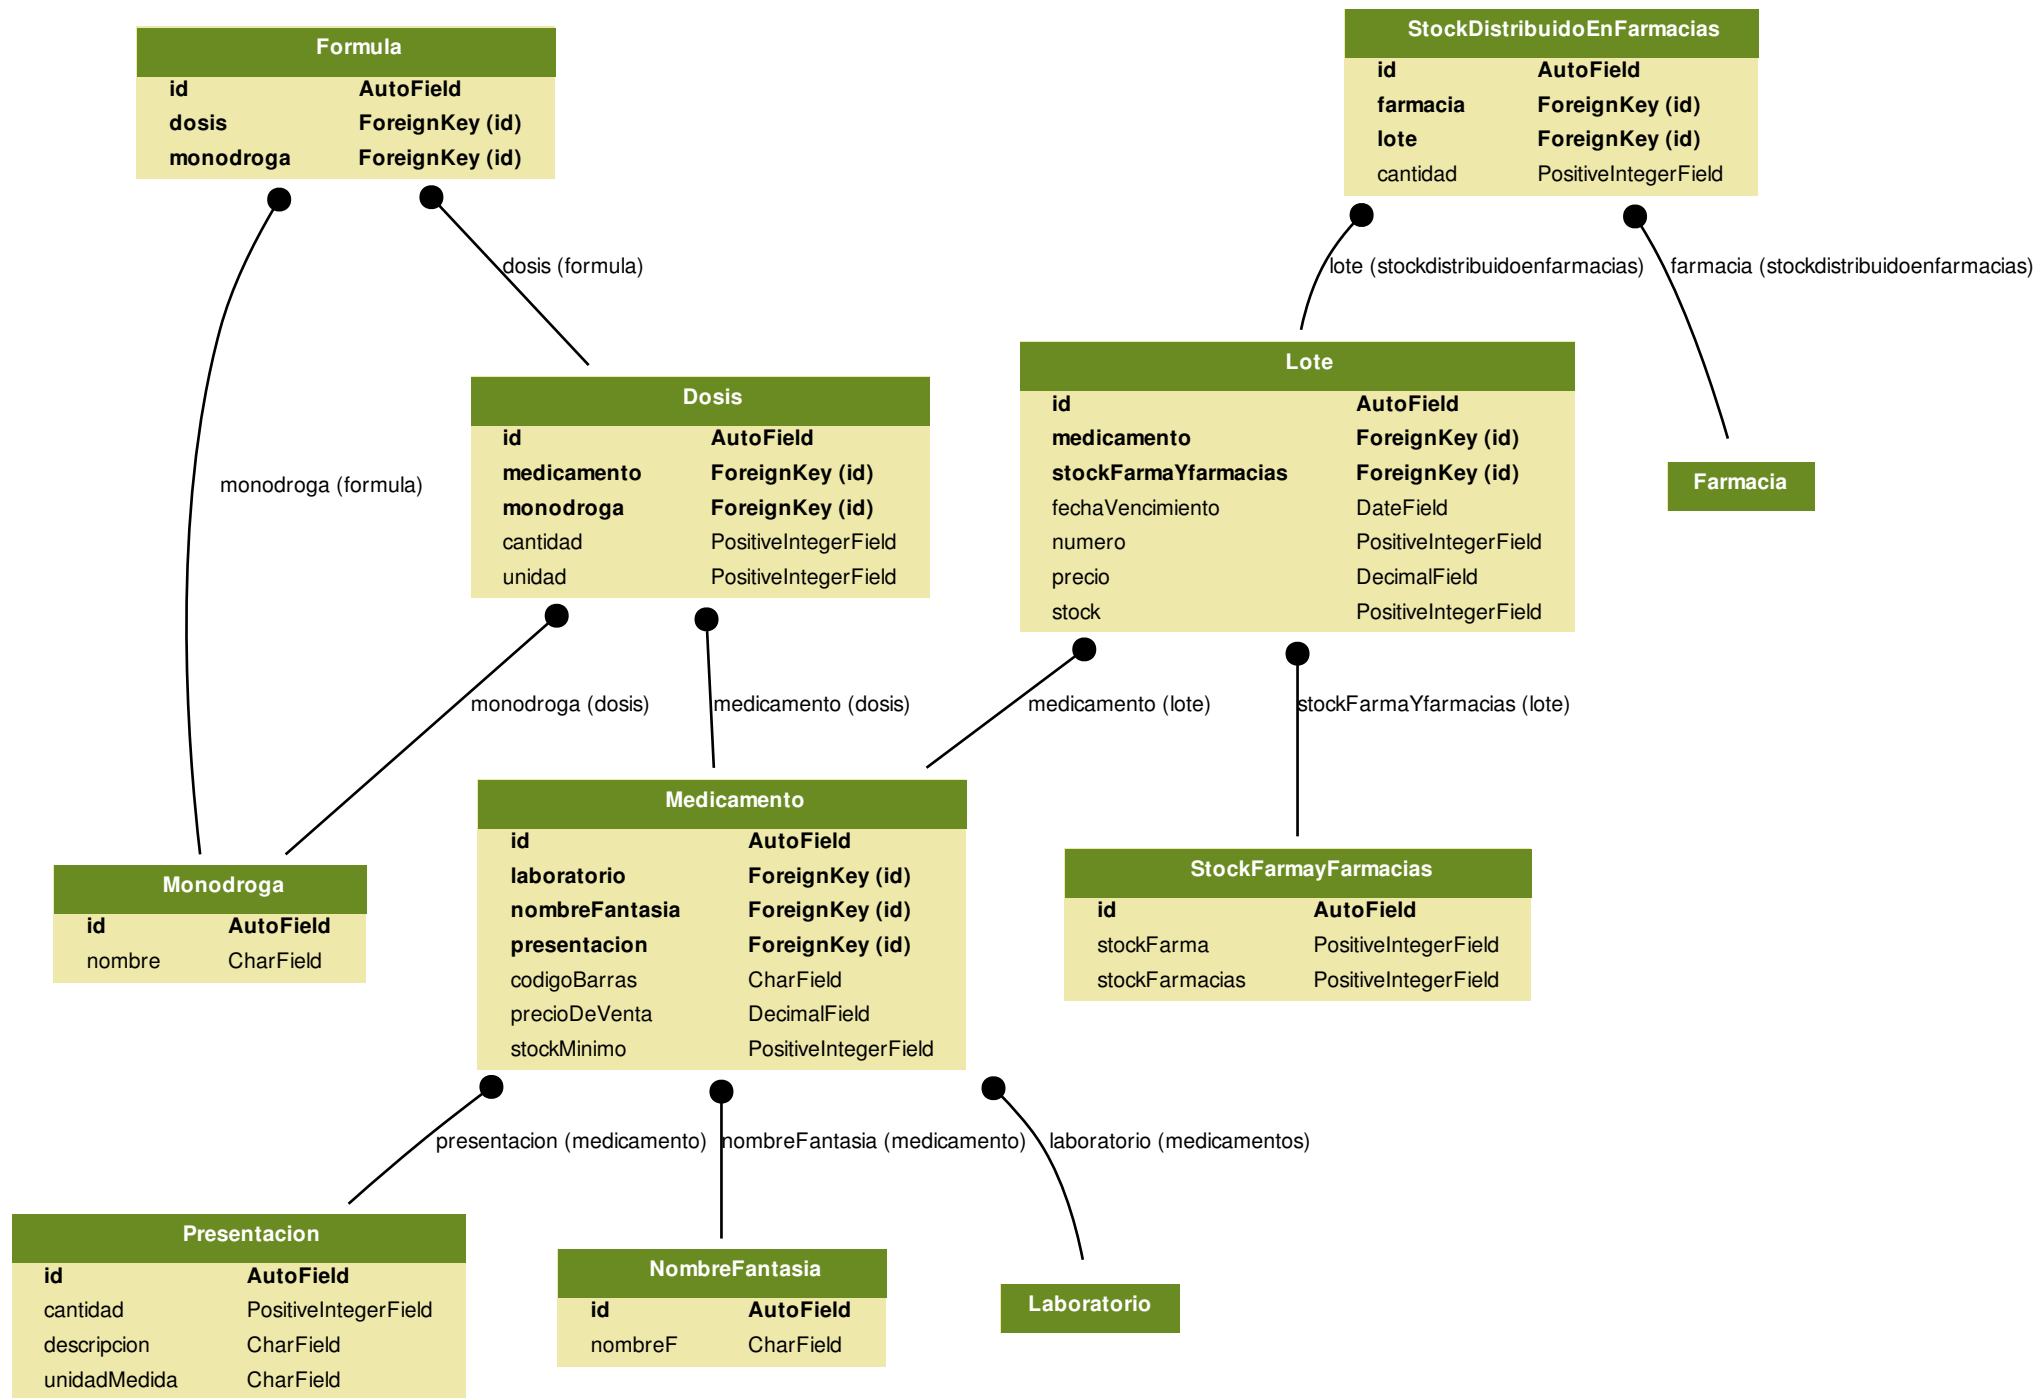 Formula
id AutoField
dosis ForeignKey (id)
monodroga ForeignKey (id)
StockDistribuidoEnFarmacias
id AutoField
farmacia ForeignKey (id)
lote ForeignKey (id)
cantidad PositiveIntegerField
dosis (formula)
lote (stockdistribuidoenfarmacias)
farmacia (stockdistribuidoenfarmacias)
monodroga (formula)
Dosis
id AutoField
medicamento ForeignKey (id)
monodroga ForeignKey (id)
cantidad PositiveIntegerField
unidad PositiveIntegerField
Lote
id AutoField
medicamento ForeignKey (id)
stockFarmaYfarmacias ForeignKey (id)
fechaVencimiento DateField
numero PositiveIntegerField
precio DecimalField
stock PositiveIntegerField
Farmacia
monodroga (dosis)
medicamento (dosis)
medicamento (lote)
stockFarmaYfarmacias (lote)
Monodroga
id AutoField
nombre CharField
Medicamento
id AutoField
laboratorio ForeignKey (id)
nombreFantasia ForeignKey (id)
presentacion ForeignKey (id)
codigoBarras CharField
precioDeVenta DecimalField
stockMinimo PositiveIntegerField
StockFarmayFarmacias
id AutoField
stockFarma PositiveIntegerField
stockFarmacias PositiveIntegerField
presentacion (medicamento)
nombreFantasia (medicamento)
laboratorio (medicamentos)
Presentacion
id AutoField
cantidad PositiveIntegerField
descripcion CharField
unidadMedida CharField
NombreFantasia
id AutoField
nombreF CharField
Laboratorio